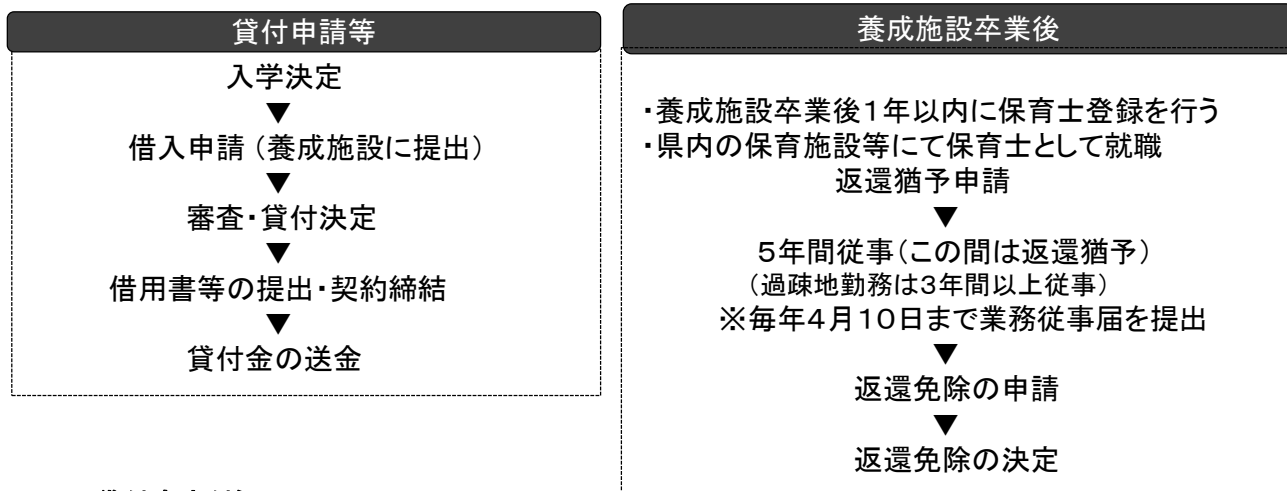 貸付申請等
入学決定
▼
借入申請（養成施設に提出）
▼
審査・貸付決定
▼
借用書等の提出・契約締結
▼
貸付金の送金
養成施設卒業後
・養成施設卒業後１年以内に保育士登録を行う
・県内の保育施設等にて保育士として就職
返還猶予申請
▼
５年間従事（この間は返還猶予）
（過疎地勤務は３年間以上従事）
※毎年４月１０日まで業務従事届を提出
▼
返還免除の申請
▼
返還免除の決定